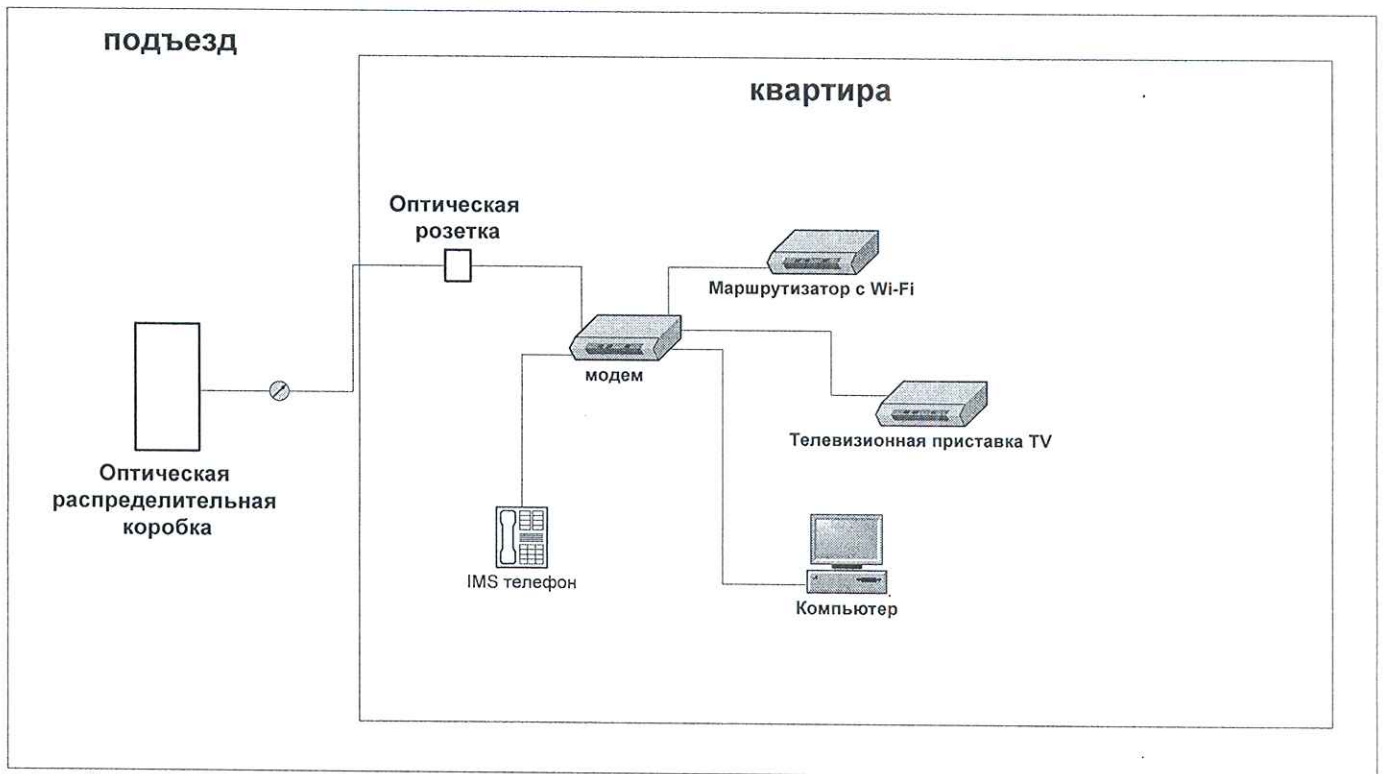 подъезд
квартира
Оптическая
розетка
Маршрутизатор с Wi-Fi
модем
Телевизионная приставка TV
Оптическая
распределительная
коробка
IMS телефон
Компьютер